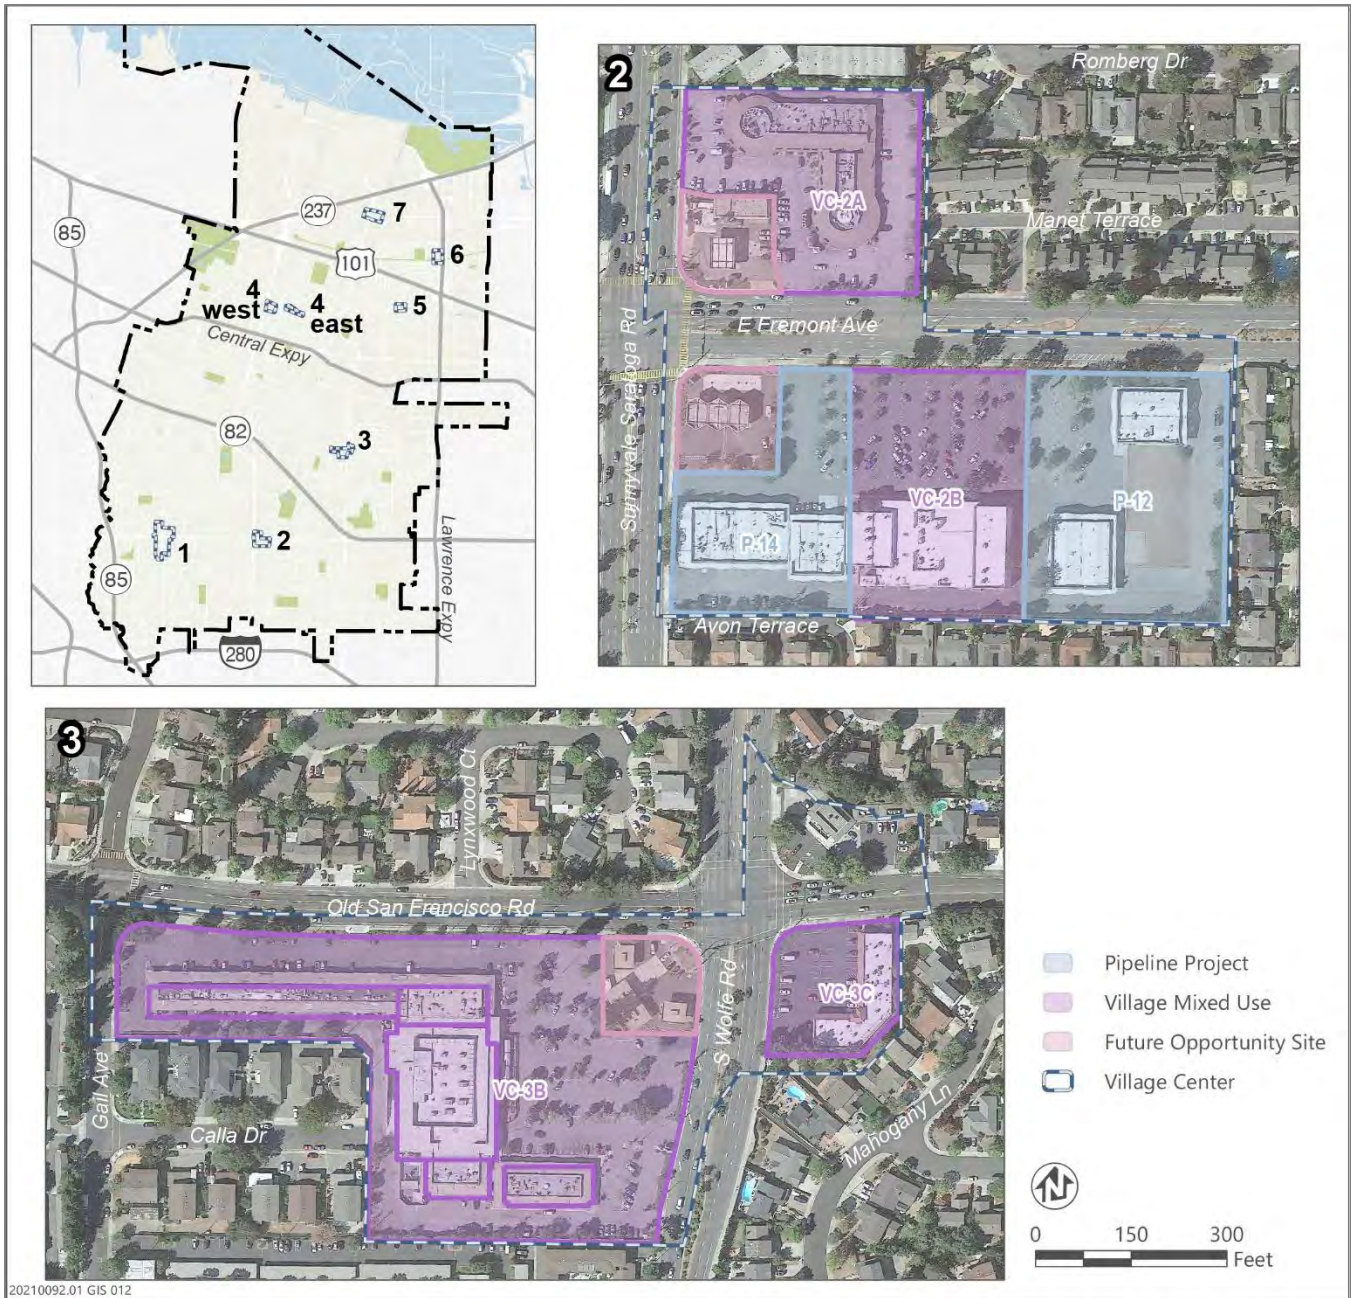 237
7
85
101
6
4
west
4
east
5
Central Expy
82
3
1
2
85
Lawrence Expy
280
2
Romberg Dr
VC-2A
Manet Terrace
E Fremont Ave
Sunnyvale Saratoga Rd
VC-2B
P-12
P-14
Avon Terrace
3
Lynxwood Ct
Old San Francisco Rd
S Wolfe Rd
VC-3C
VC-3B
Gail Ave
Calla Dr
Mahogany Ln
Pipeline Project
Village Mixed Use
Future Opportunity Site
Village Center
0 150 300
Feet
20210092.01 GIS 012